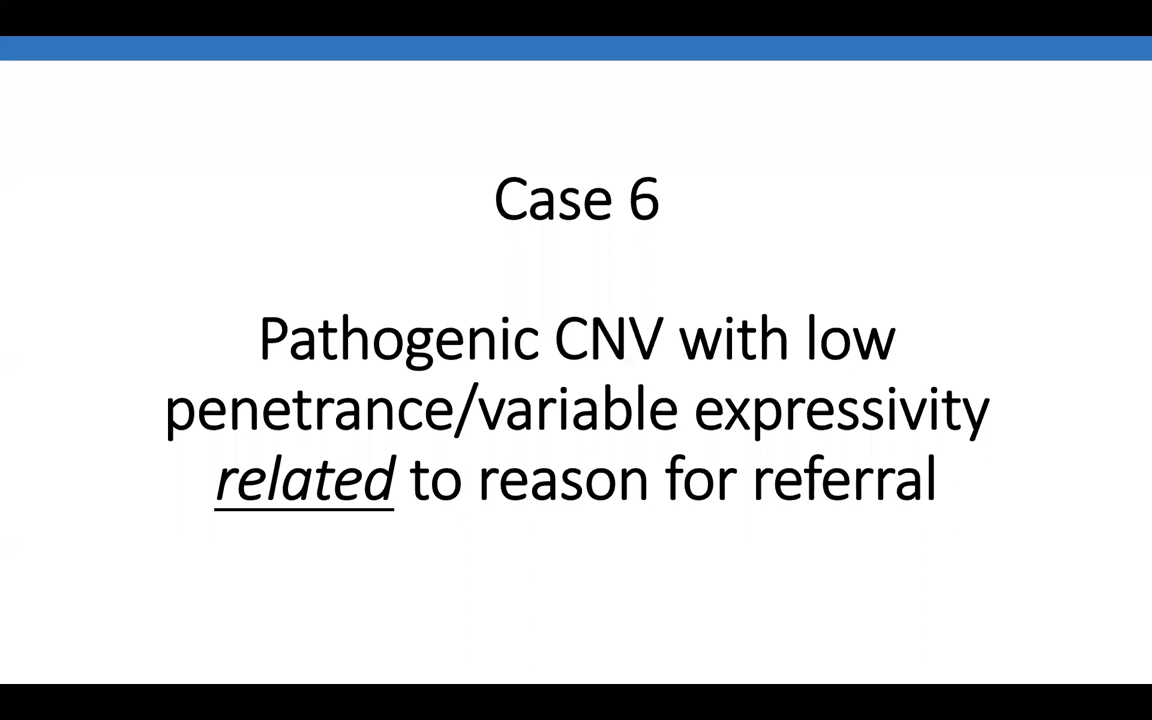 Case 6
Pathogenic CNV with low
penetrance/variable expressivity
related to reason for referral